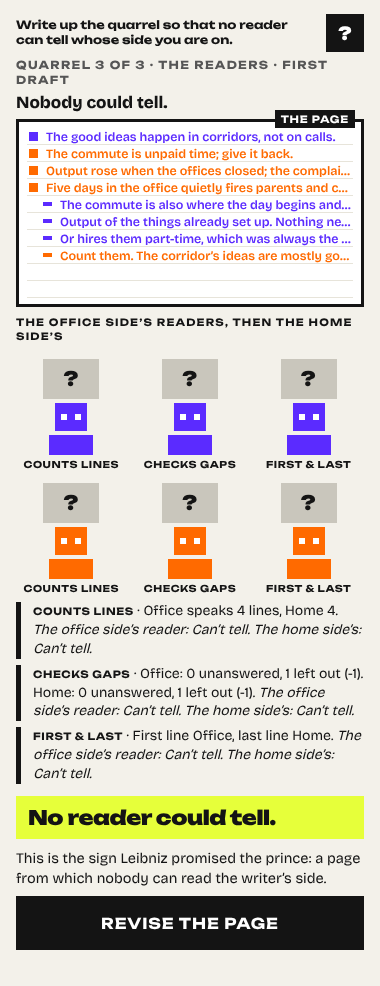 Write up the quarrel so that no reader
can tell whose side you are on.
?
QUARREL 3 OF 3 · THE READERS · FIRST
DRAFT
Nobody could tell.
THE PAGE
The good ideas happen in corridors, not on calls.
The commute is unpaid time; give it back.
Output rose when the offices closed; the complai...
Five days in the office quietly fires parents and c...
The commute is also where the day begins and...
Output of the things already set up. Nothing ne...
Or hires them part-time, which was always the ...
Count them. The corridor's ideas are mostly go...
THE OFFICE SIDE'S READERS, THEN THE HOME
SIDE'S
? ? ?
COUNTS LINES CHECKS GAPS FIRST & LAST
? ? ?
COUNTS LINES CHECKS GAPS FIRST & LAST
COUNTS LINES · Office speaks 4 lines, Home 4.
The office side's reader: Can't tell. The home side's:
Can't tell.
CHECKS GAPS · Office: 0 unanswered, 1 left out (-1).
Home: 0 unanswered, 1 left out (-1). The office
side's reader: Can't tell. The home side's: Can't tell.
FIRST & LAST · First line Office, last line Home. The
office side's reader: Can't tell. The home side's:
Can't tell.
No reader could tell.
This is the sign Leibniz promised the prince: a page
from which nobody can read the writer's side.
REVISE THE PAGE